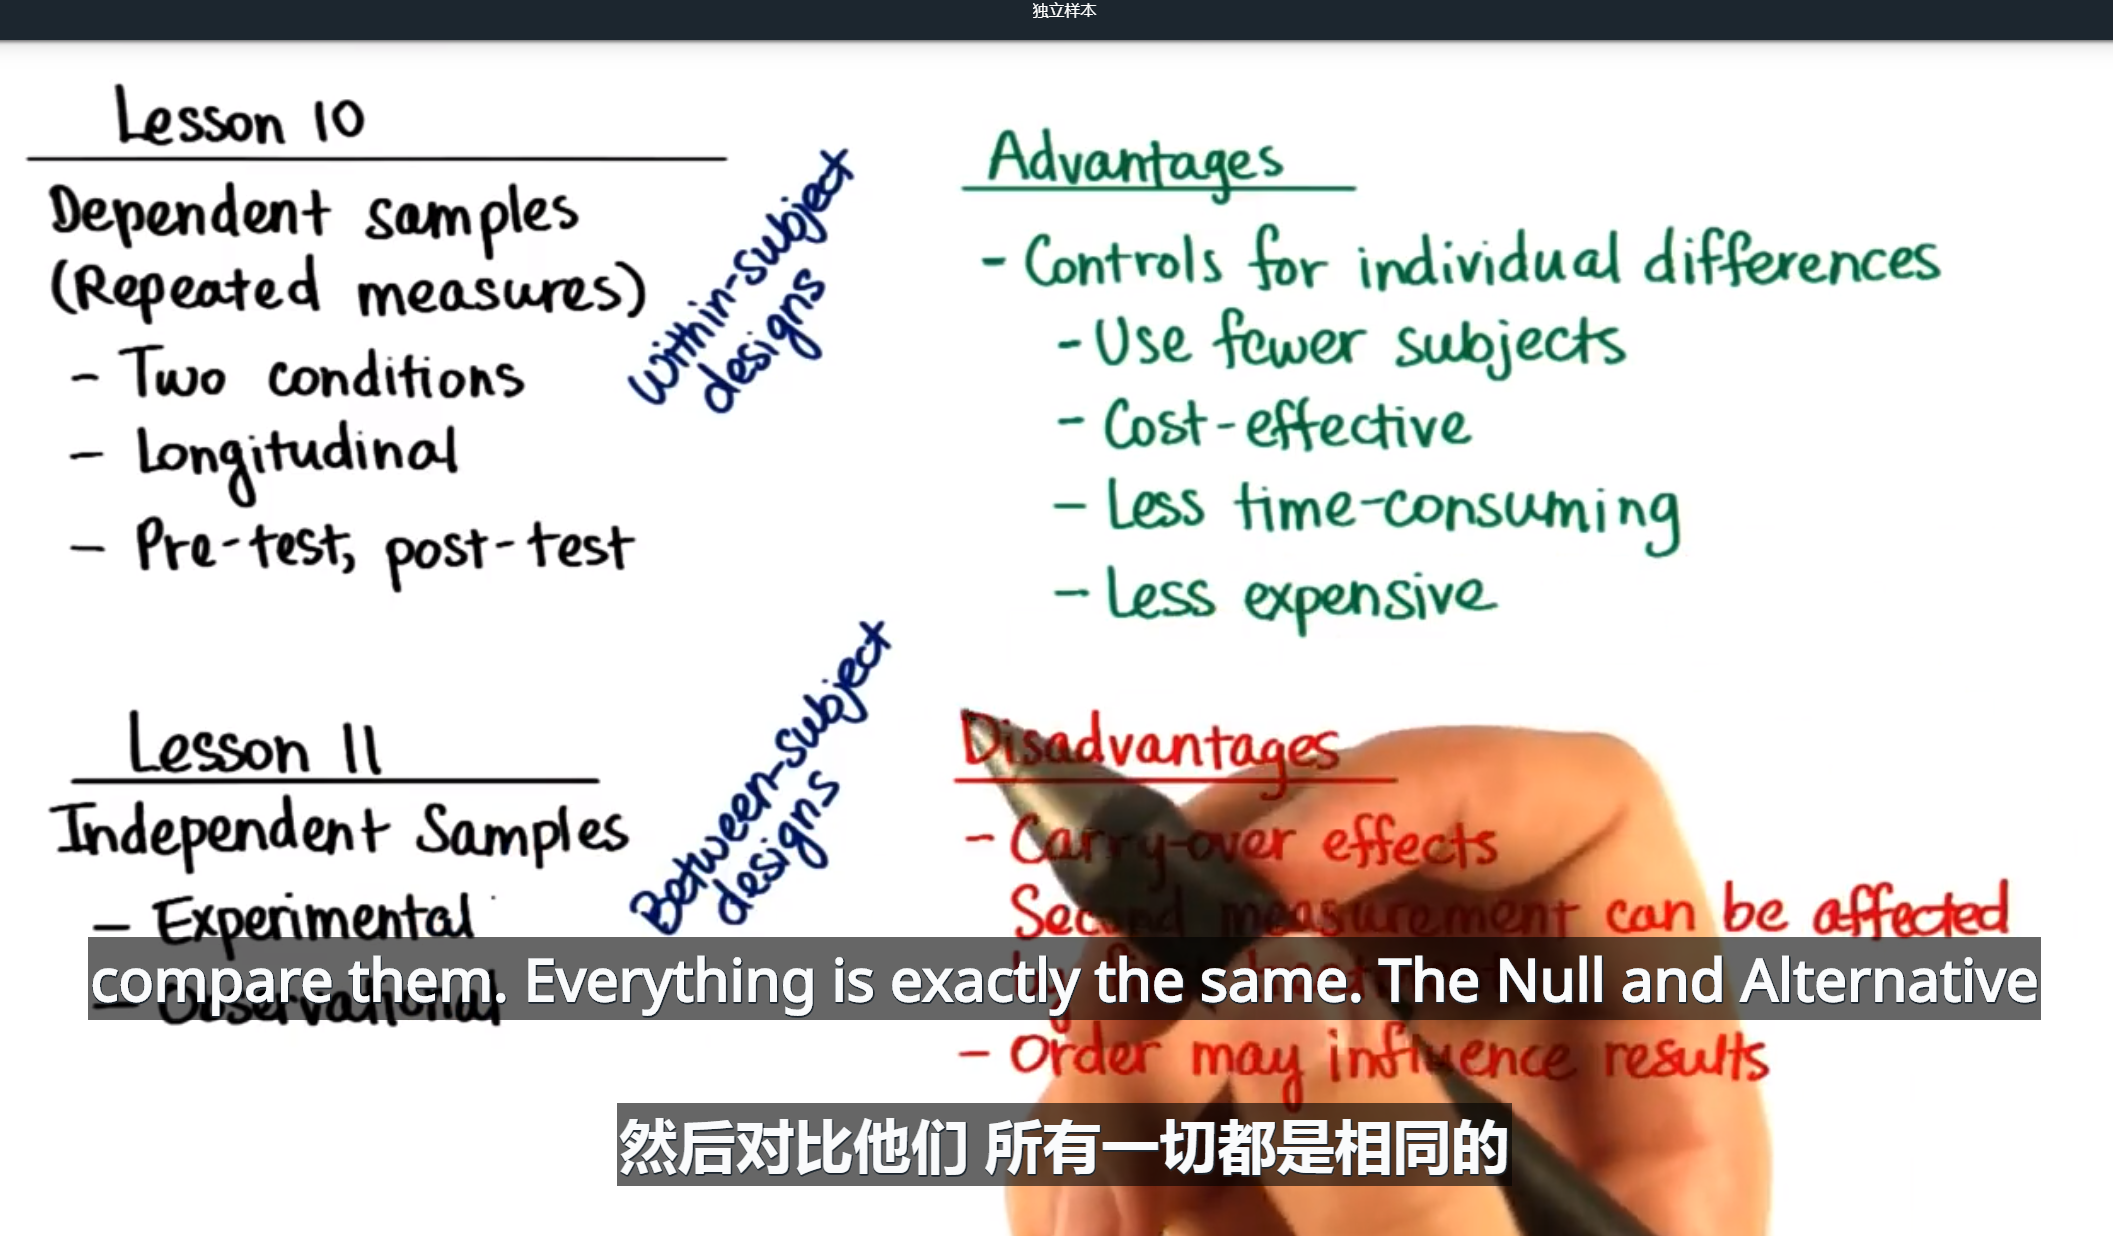 独立样本
Lesson 10
Dependent samples
(Repeated measures)
- Two conditions
- Longitudinal
- Pre-test, post-test
Within-subject
designs
Advantages
- Controls for individual differences
- Use fewer subjects
- Cost-effective
- Less time-consuming
- Less expensive
Lesson 11
Independent Samples
- Experimental
- Observational
Between-subject
designs
Disadvantages
- Carry-over effects
Second measurement can be affected
by first
- Order may influence results
compare them. Everything is exactly the same. The Null and Alternative
然后对比他们 所有一切都是相同的